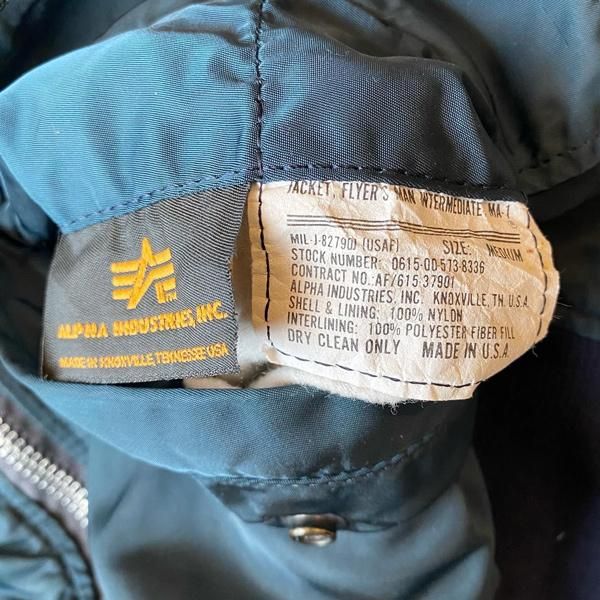 ALPHA INDUSTRIES, INC.
MADE IN KNOXVILLE, TENNESSEE USA
JACKET, FLYER'S MAN INTERMEDIATE, MA-1
MIL-J-8279DJ (USAF) SIZE: MEDIUM
STOCK NUMBER: 0615-00-573-8336
CONTRACT NO.: AF/615-37901
ALPHA INDUSTRIES, INC. KNOXVILLE, TN. U.S.A.
SHELL & LINING: 100% NYLON
INTERLINING: 100% POLYESTER FIBER FILL
DRY CLEAN ONLY MADE IN U.S.A.